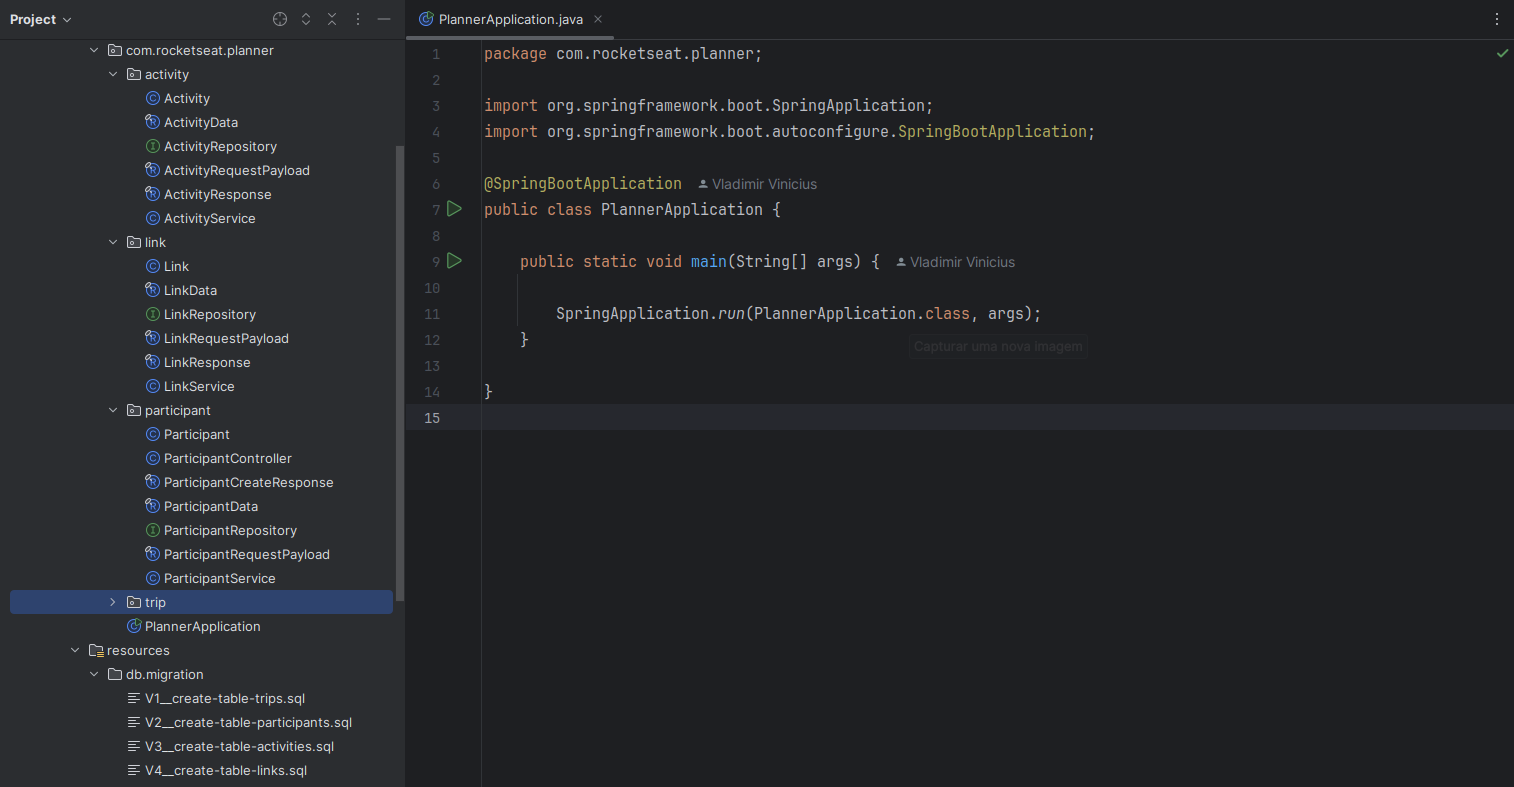 Project
com.rocketseat.planner
activity
Activity
ActivityData
ActivityRepository
ActivityRequestPayload
ActivityResponse
ActivityService
link
Link
LinkData
LinkRepository
LinkRequestPayload
LinkResponse
LinkService
participant
Participant
ParticipantController
ParticipantCreateResponse
ParticipantData
ParticipantRepository
ParticipantRequestPayload
ParticipantService
trip
PlannerApplication
resources
db.migration
V1__create-table-trips.sql
V2__create-table-participants.sql
V3__create-table-activities.sql
V4__create-table-links.sql
PlannerApplication.java
1 package com.rocketseat.planner;
2
3 import org.springframework.boot.SpringApplication;
4 import org.springframework.boot.autoconfigure.SpringBootApplication;
5
6 @SpringBootApplication Vladimir Vinicius
7 public class PlannerApplication {
8
9 public static void main(String[] args) { Vladimir Vinicius
10
11 SpringApplication.run(PlannerApplication.class, args);
12 }
Capturar uma nova imagem
13
14 }
15